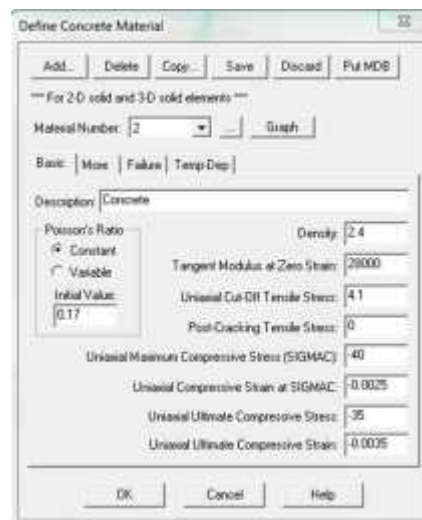 Define Concrete Material
Add... Delete Copy... Save Discard Put MDB
*** For 2-D solid and 3-D solid elements ***
Material Number: 2 ... Graph
Basic More Failure Temp-Dep
Description: Concrete
Poisson's Ratio
Constant
Variable
Initial Value:
0.17
Density: 2.4
Tangent Modulus at Zero Strain: 28000
Uniaxial Cut-Off Tensile Stress: 4.1
Post-Cracking Tensile Stress: 0
Uniaxial Maximum Compressive Stress (SIGMAC): -40
Uniaxial Compressive Strain at SIGMAC: -0.0025
Uniaxial Ultimate Compressive Stress: -35
Uniaxial Ultimate Compressive Strain: -0.0035
OK Cancel Help